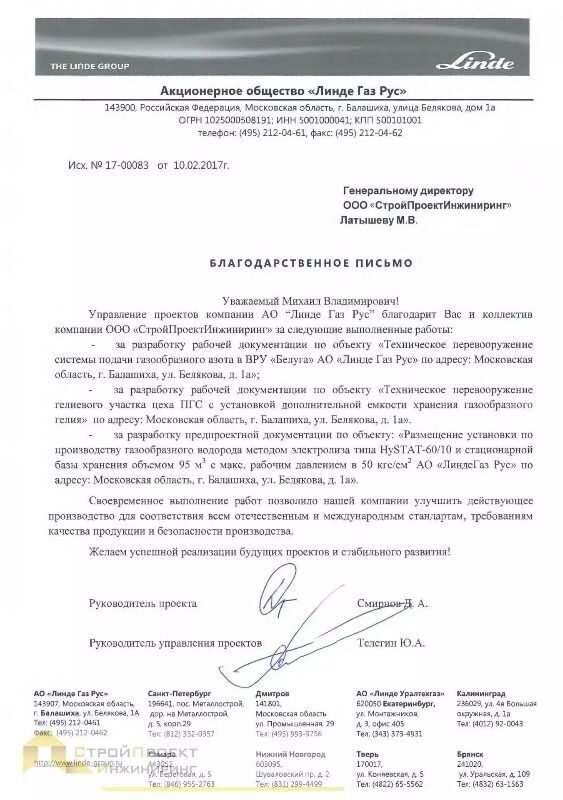 THE LINDE GROUP
Linde
Акционерное общество «Линде Газ Рус»
143900, Российская Федерация, Московская область, г. Балашиха, улица Белякова, дом 1а
ОГРН 1025000508191; ИНН 5001000041; КПП 500101001
телефон: (495) 212-04-61, факс: (495) 212-04-62
Исх. № 17-00083 от 10.02.2017г.
Генеральному директору
ООО «СтройПроектИнжиниринг»
Латышеву М.В.
БЛАГОДАРСТВЕННОЕ ПИСЬМО
Уважаемый Михаил Владимирович!
Управление проектов компании АО "Линде Газ Рус" благодарит Вас и коллектив
компании ООО «СтройПроектИнжиниринг» за следующие выполненные работы:
- за разработку рабочей документации по объекту «Техническое перевооружение
системы подачи газообразного азота в ВРУ «Белуга» АО «Линде Газ Рус» по адресу: Московская
область, г. Балашиха, ул. Белякова, д. 1а»;
- за разработку рабочей документации по объекту «Техническое перевооружение
гелиевого участка цеха ПГС с установкой дополнительной емкости хранения газообразного
гелия» по адресу: Московская область, г. Балашиха, ул. Белякова, д. 1а».
- за разработку предпроектной документации по объекту: «Размещение установки по
производству газообразного водорода методом электролиза типа HySTAT-60/10 и стационарной
базы хранения объемом 95 м³ с макс. рабочим давлением в 50 кгс/см² АО «ЛиндеГаз Рус» по
адресу: Московская область, г. Балашиха, ул. Белякова, д. 1а».
Своевременное выполнение работ позволило нашей компании улучшить действующее
производство для соответствия всем отечественным и международным стандартам, требованиям
качества продукции и безопасности производства.
Желаем успешной реализации будущих проектов и стабильного развития!
Руководитель проекта Смирнов Д. А.
Руководитель управления проектов Телегин Ю.А.
АО «Линде Газ Рус»
143907, Московская область,
г. Балашиха, ул. Белякова, 1А
Тел: (495) 212-0461
Факс: (495) 212-0462
http://www.linde-group.ru
Санкт-Петербург
196641, пос. Металлострой,
дор. на Металлострой,
д. 5, корп.29
Тел: (812) 332-0357
Самара
443052,
ул. Береговая, д. 5
Тел: (846) 955-2763
Дмитров
141801,
Московская область
ул. Промышленная, 29
Тел: (495) 993-9756
Нижний Новгород
603095,
Шуваловский пр, д. 2
Тел: (831) 299-4499
АО «Линде Уралтехгаз»
620050 Екатеринбург,
ул. Монтажников,
д. 3, офис 405
Тел.: (343) 373-4931
Тверь
170017,
ул. Коняевская, д. 5
Тел: (4822) 65-5562
Калининград
236029, ул. 4я Большая
окружная, д. 1а
Тел: (4012) 92-0043
Брянск
241020,
ул. Уральская, д. 109
Тел: (4832) 63-1563
СтройПроект
Инжиниринг